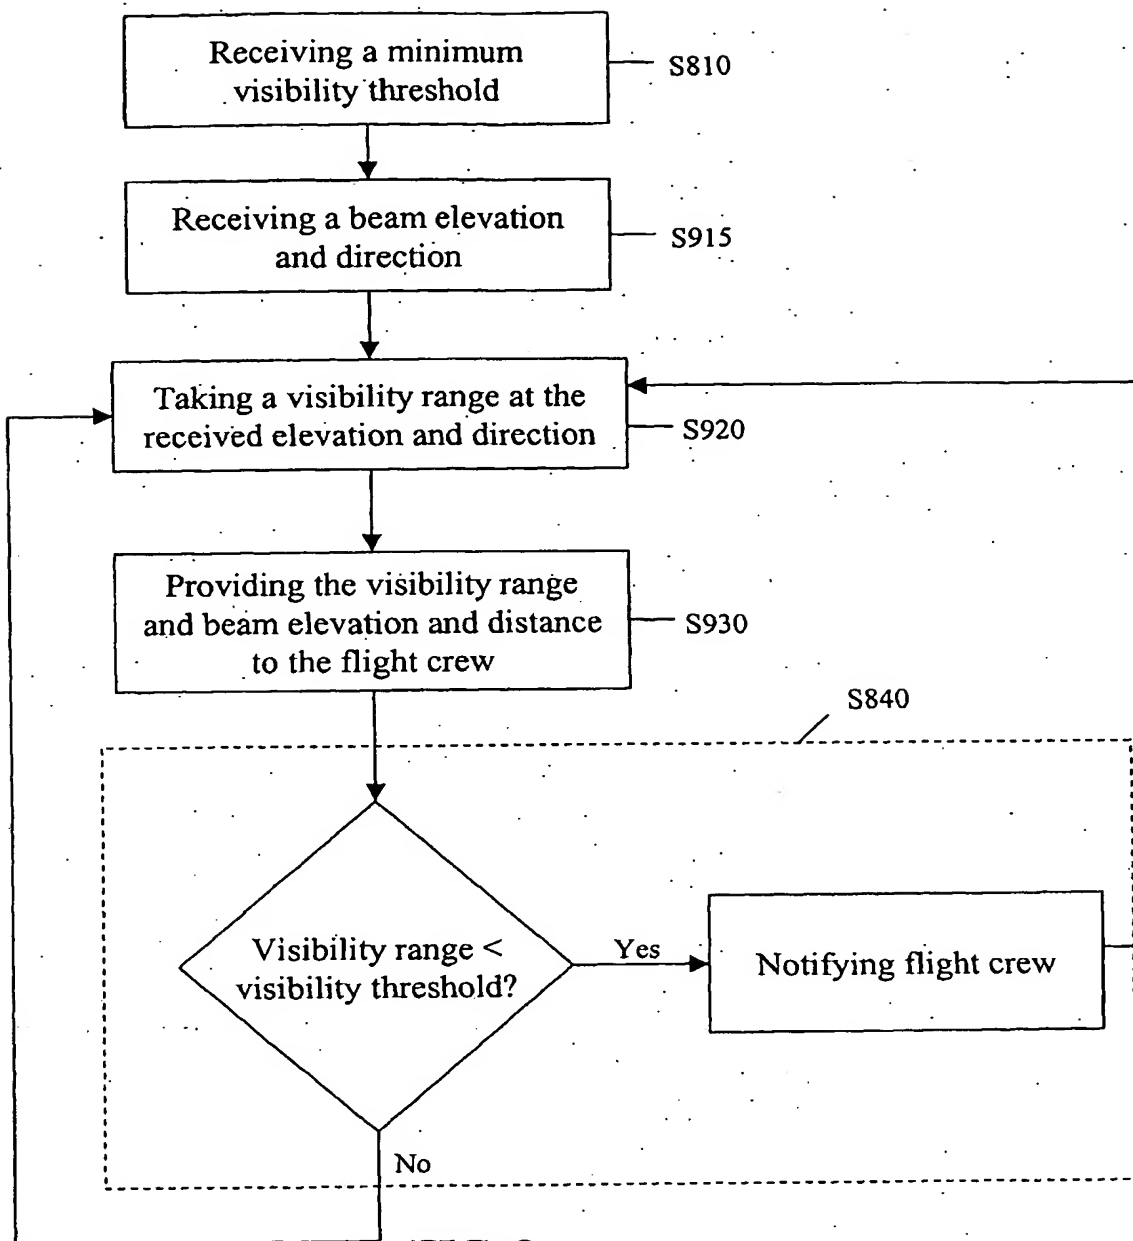 Receiving a minimum
visibility threshold
S810
Receiving a beam elevation
and direction
S915
Taking a visibility range at the
received elevation and direction
S920
Providing the visibility range
and beam elevation and distance
to the flight crew
S930
S840
Visibility range <
visibility threshold?
Yes
Notifying flight crew
No